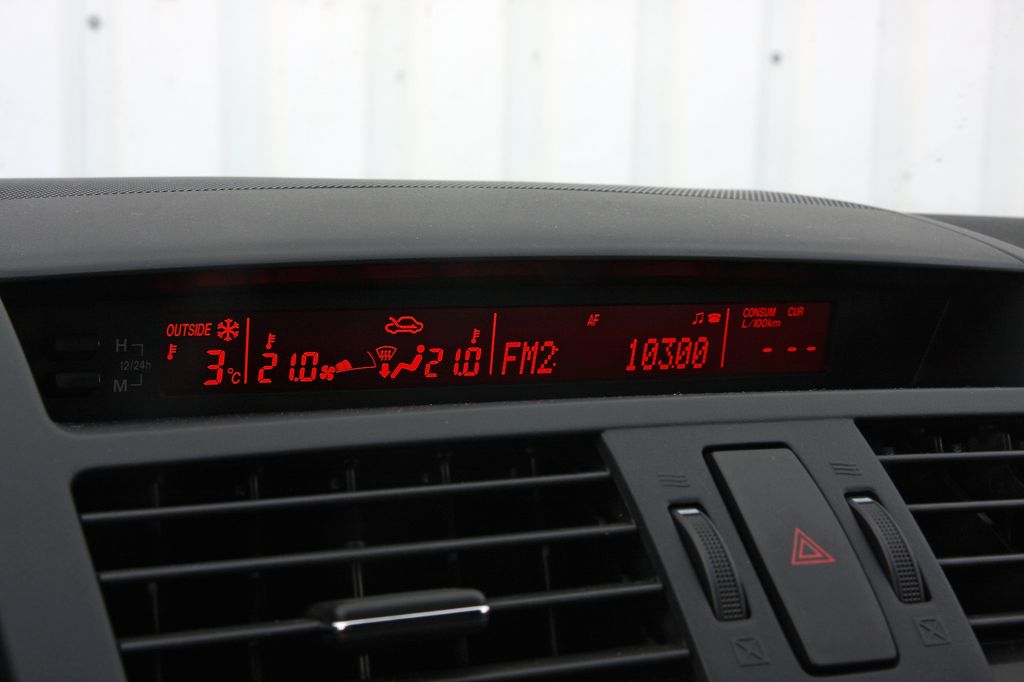 OUTSIDE
3°C
21.0
21.0
AF
FM2
103.00
CONSUM CUR
L/100km
- - -
H
12/24h
M